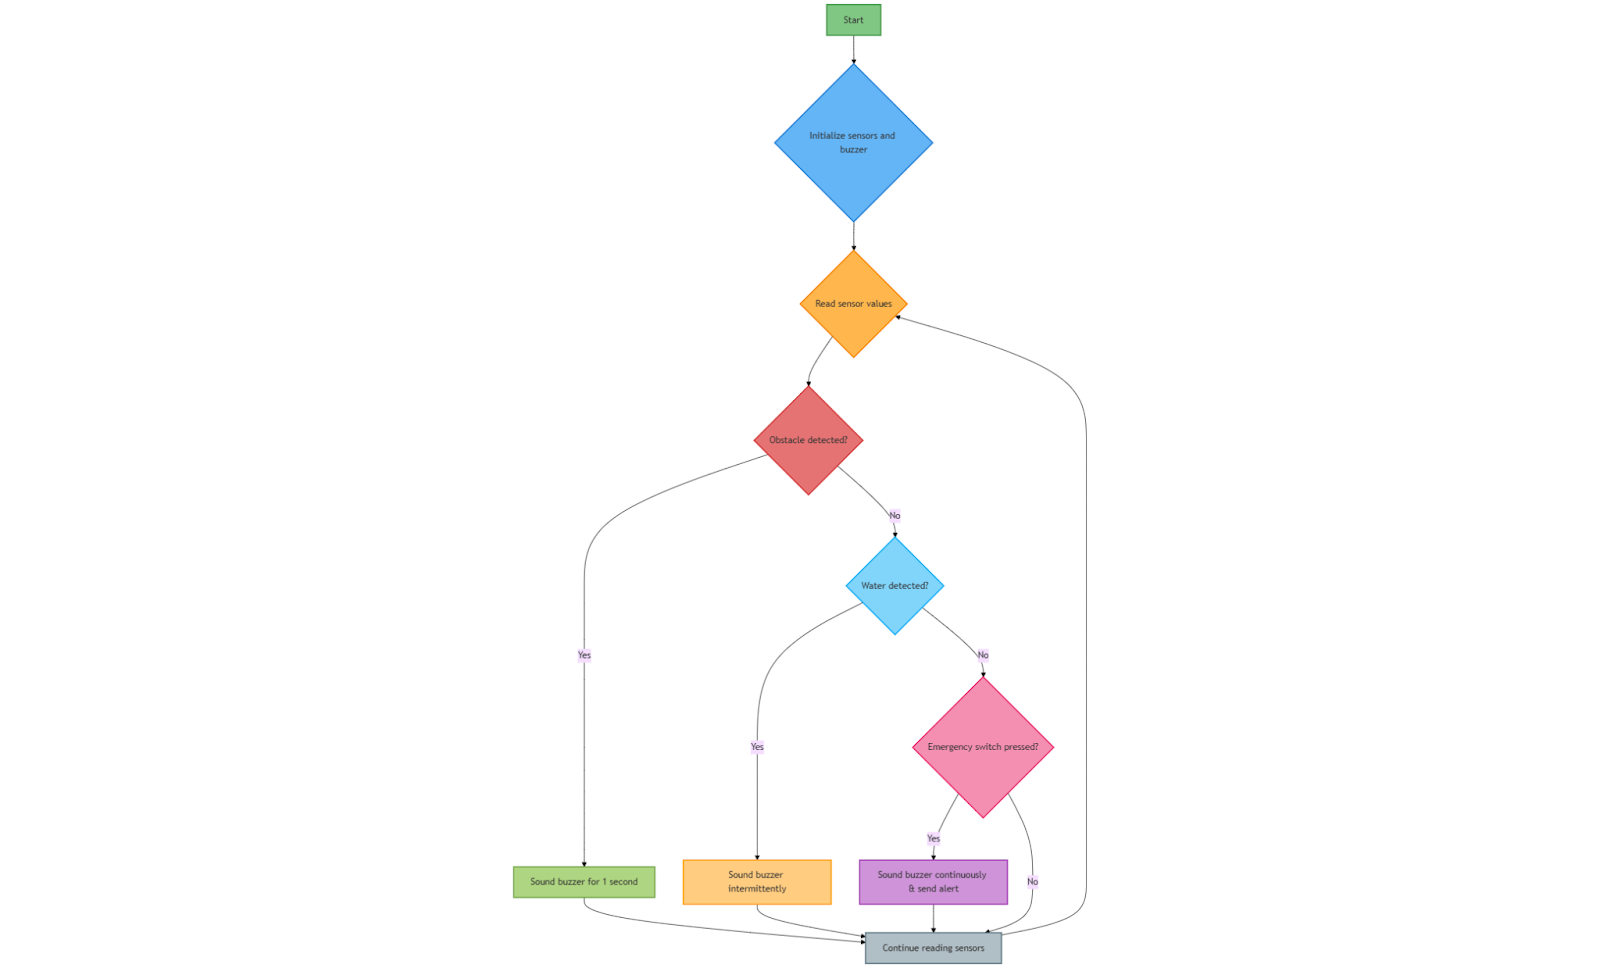 Start
Initialize sensors and
buzzer
Read sensor values
Obstacle detected?
No
Water detected?
Yes
No
Yes
Emergency switch pressed?
Yes
Sound buzzer for 1 second
Sound buzzer
intermittently
Sound buzzer continuously
& send alert
No
Continue reading sensors